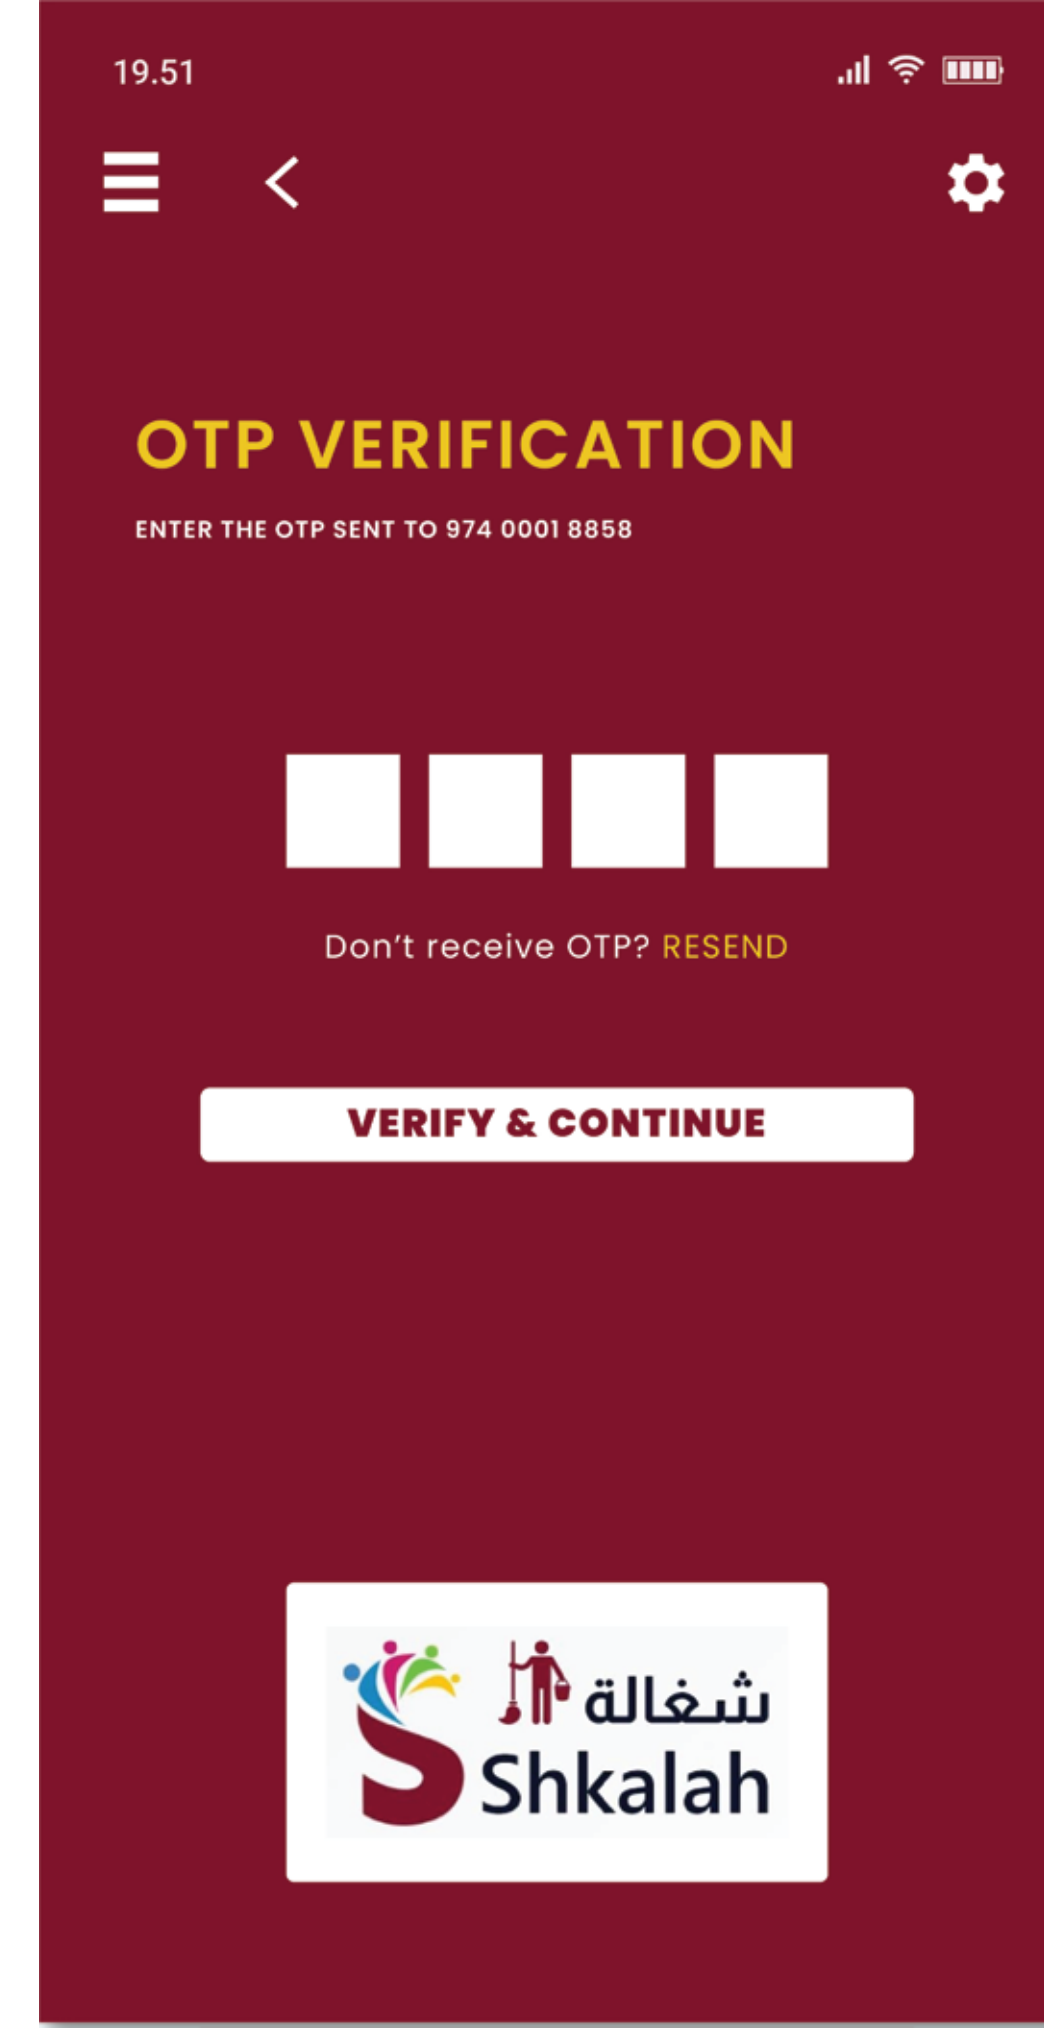 19.51
OTP VERIFICATION
ENTER THE OTP SENT TO 974 0001 8858
Don't receive OTP? RESEND
VERIFY & CONTINUE
شغالة
Shkalah